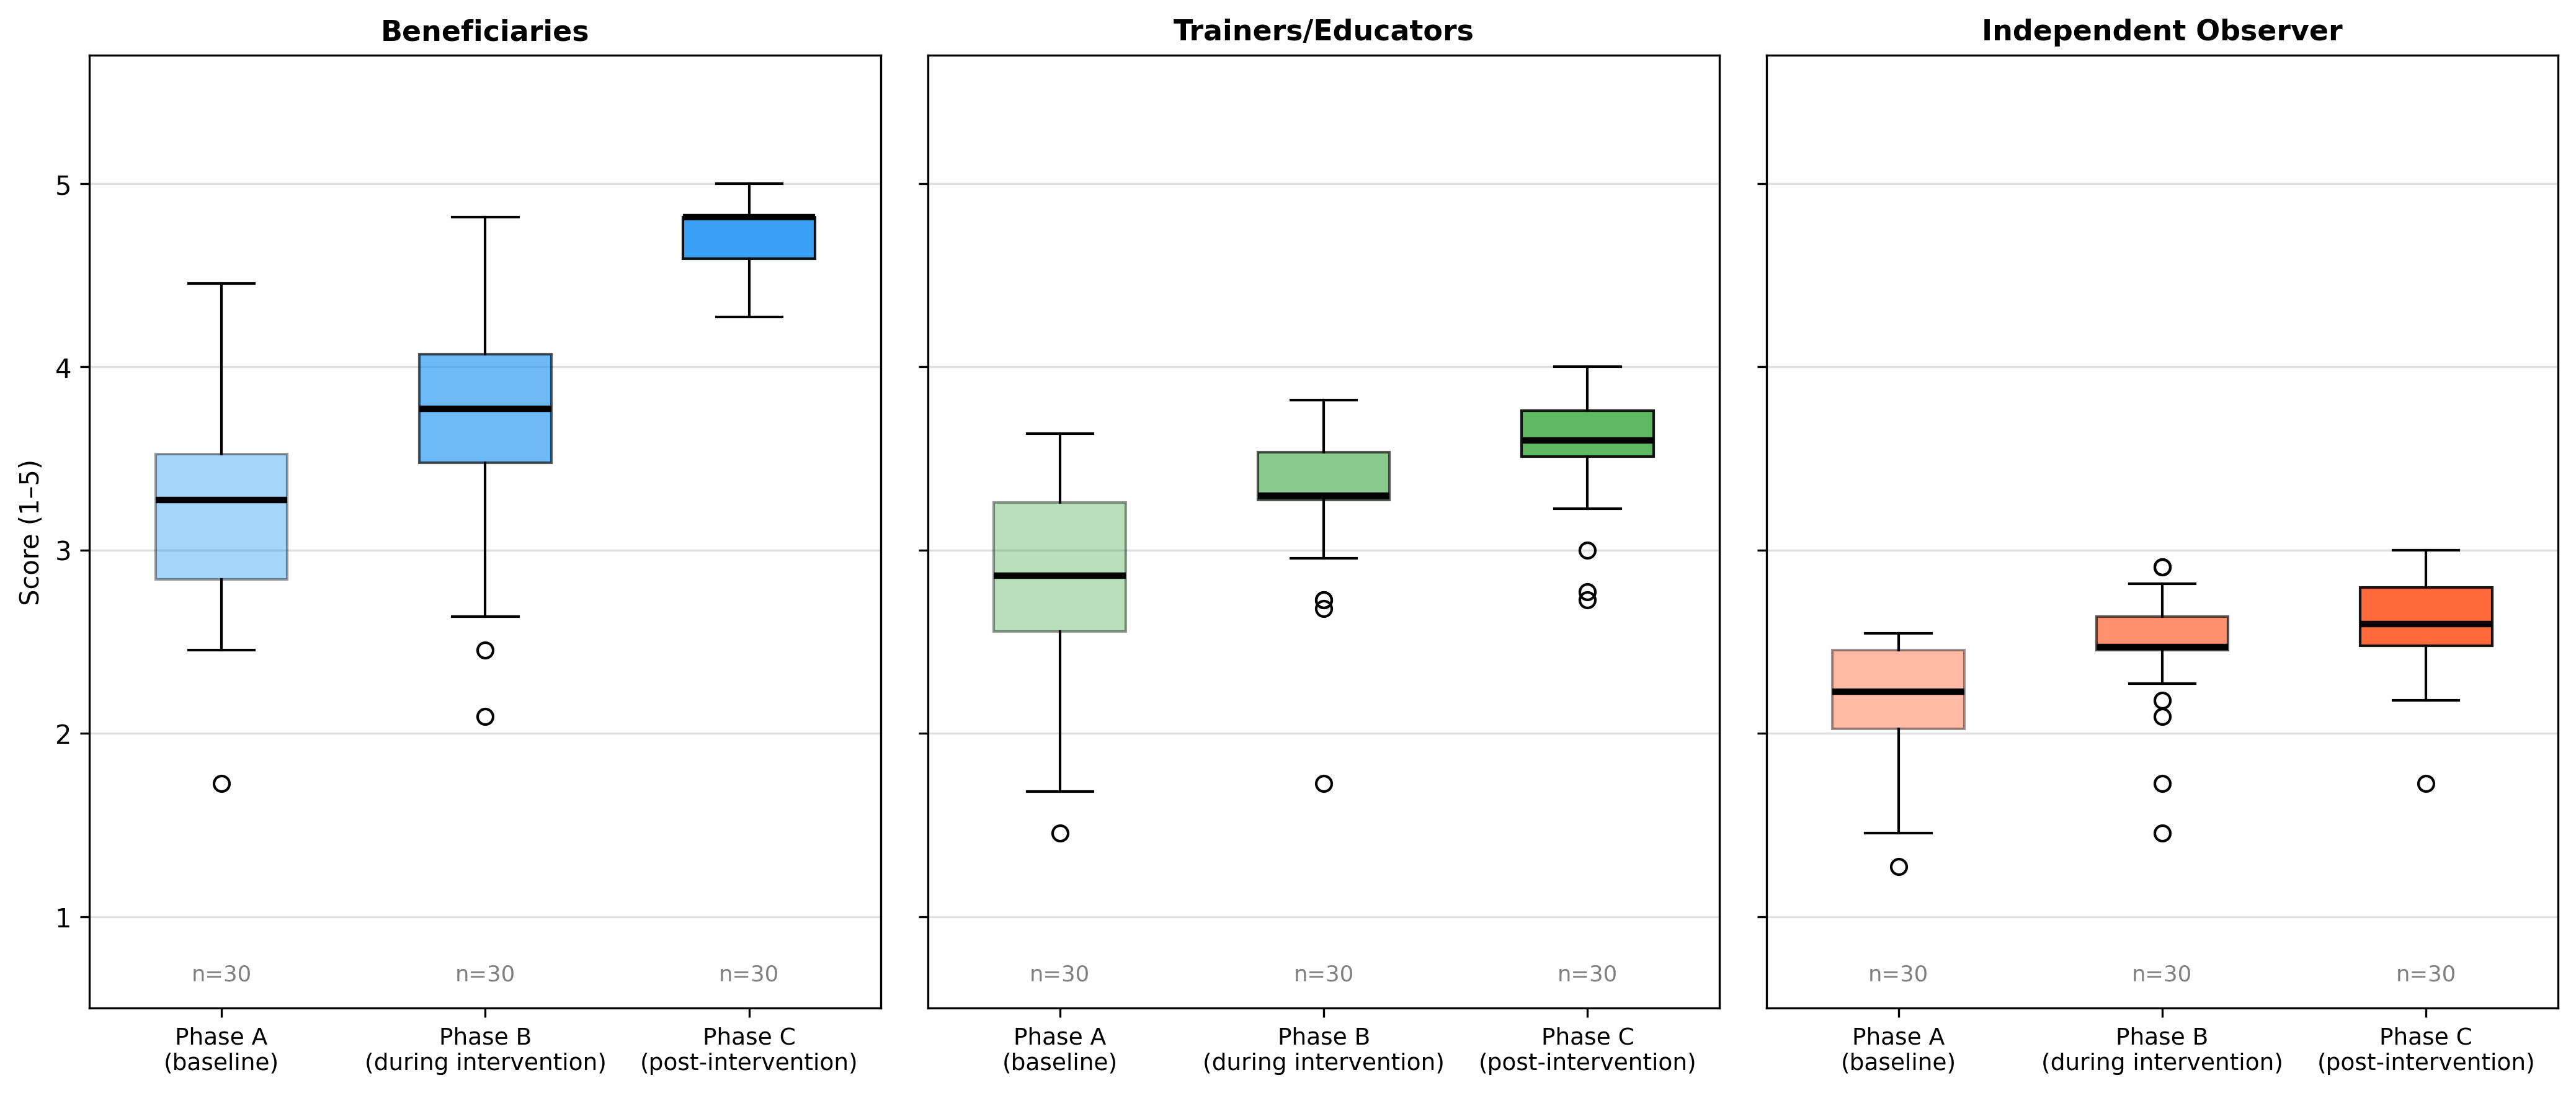 Beneficiaries
Trainers/Educators
Independent Observer
Score (1–5)
5
4
3
2
1
n=30
n=30
n=30
n=30
n=30
n=30
n=30
n=30
n=30
Phase A
(baseline)
Phase B
(during intervention)
Phase C
(post-intervention)
Phase A
(baseline)
Phase B
(during intervention)
Phase C
(post-intervention)
Phase A
(baseline)
Phase B
(during intervention)
Phase C
(post-intervention)